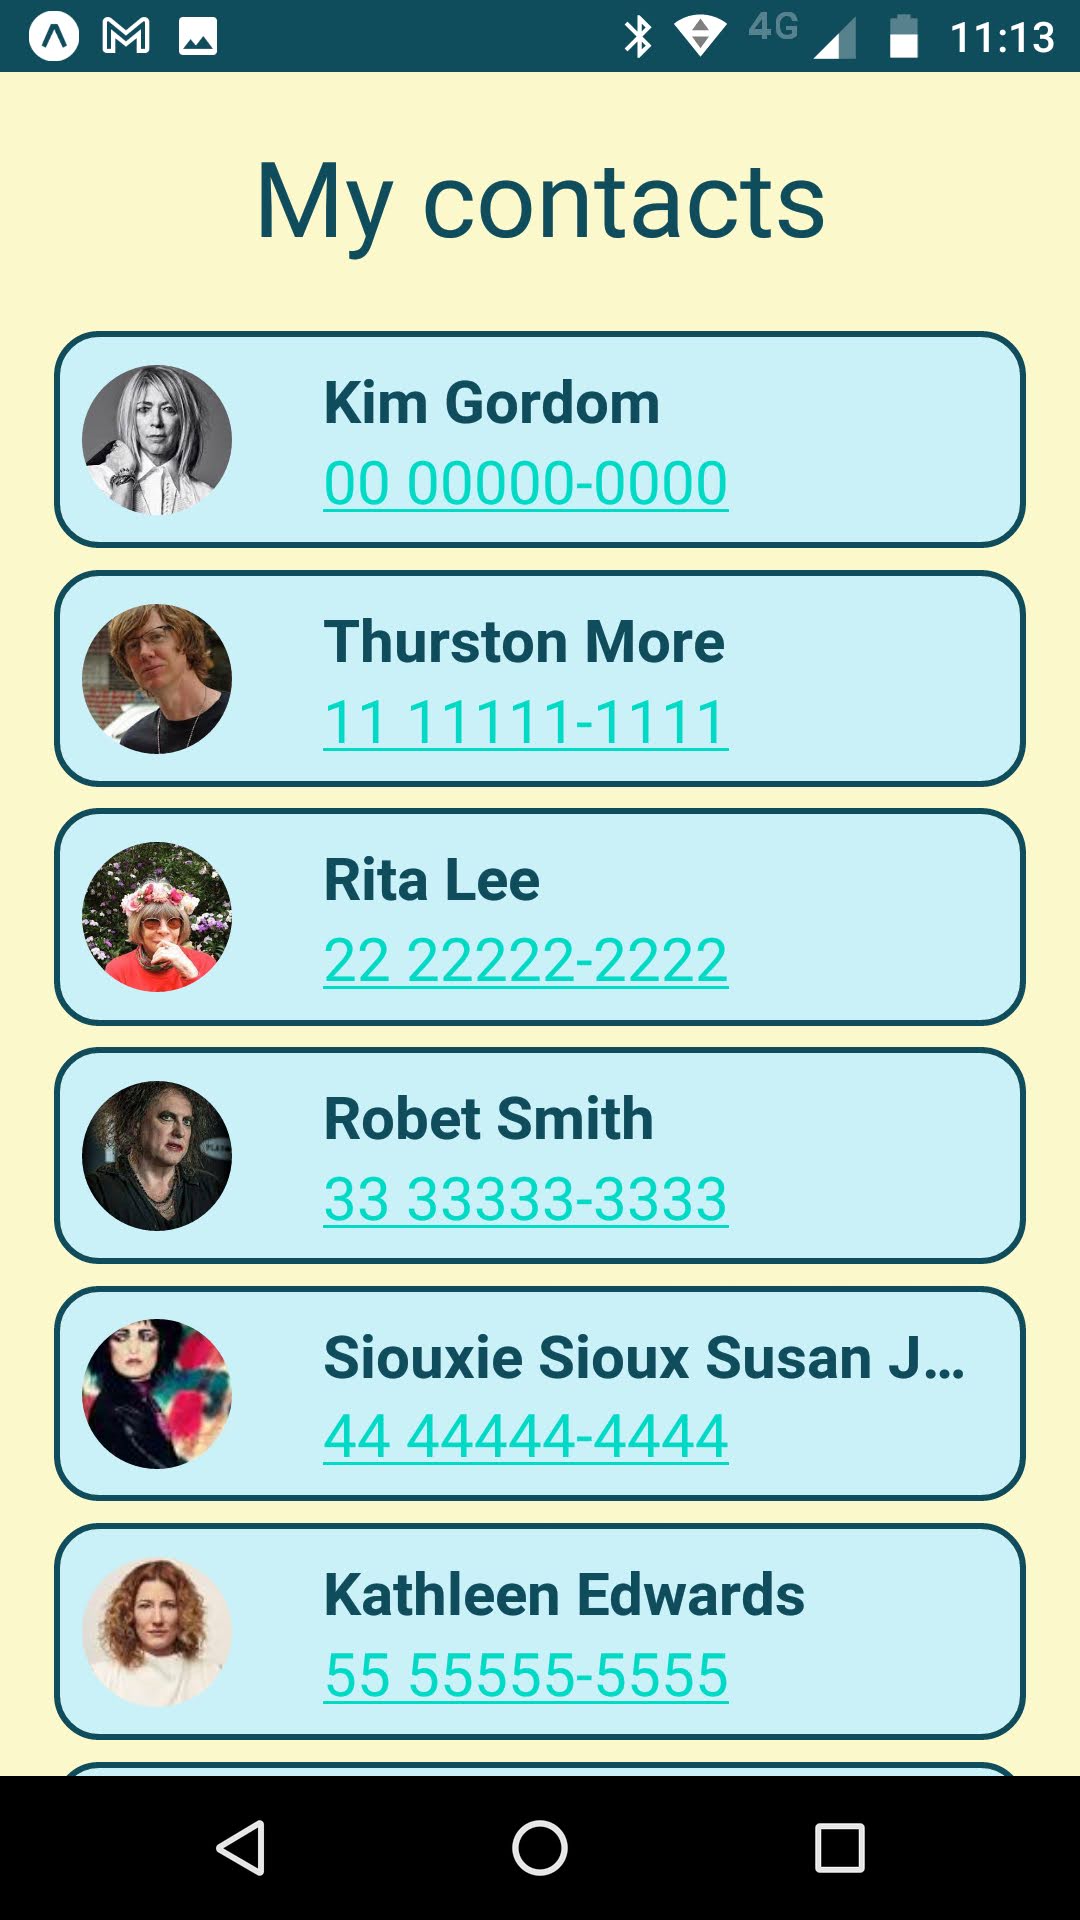 4G 11:13
My contacts
Kim Gordom
00 00000-0000
Thurston More
11 11111-1111
Rita Lee
22 22222-2222
Robet Smith
33 33333-3333
Siouxie Sioux Susan J...
44 44444-4444
Kathleen Edwards
55 55555-5555